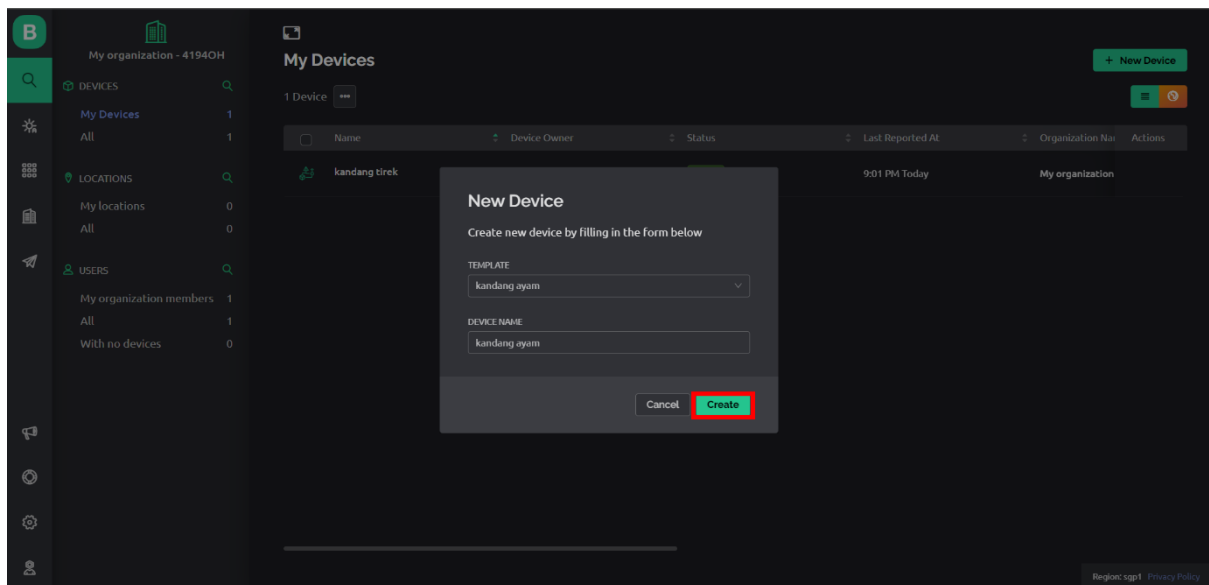 B
My organization - 4194OH
DEVICES
My Devices 1
All 1
LOCATIONS
My locations 0
All 0
USERS
My organization members 1
All 1
With no devices 0
My Devices
+ New Device
1 Device
Name Device Owner Status Last Reported At Organization Nar Actions
kandang tirek 9:01 PM Today My organization
New Device
Create new device by filling in the form below
TEMPLATE
kandang ayam
DEVICE NAME
kandang ayam
Cancel Create
Region: sgp1 Privacy Policy